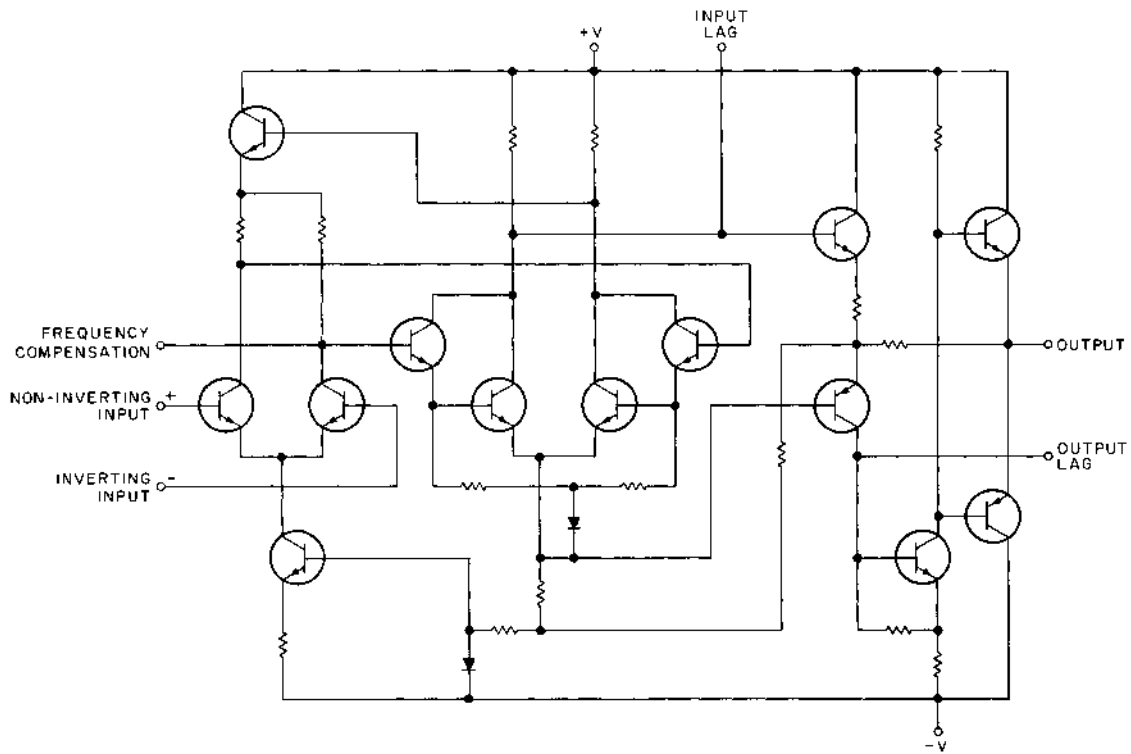 INPUT
LAG
+V
FREQUENCY
COMPENSATION
NON-INVERTING +
INPUT
INVERTING -
INPUT
OUTPUT
OUTPUT
LAG
-V